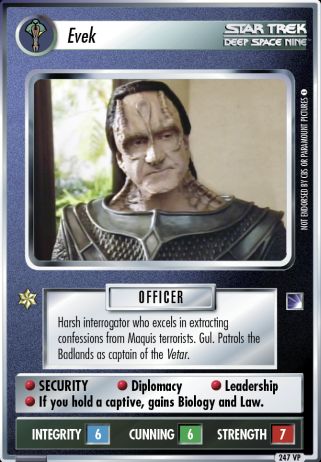 Evek
STAR TREK
DEEP SPACE NINE
NOT ENDORSED BY CBS OR PARAMOUNT PICTURES
OFFICER
Harsh interrogator who excels in extracting
confessions from Maquis terrorists. Gul. Patrols the
Badlands as captain of the Vetar.
SECURITY Diplomacy Leadership
If you hold a captive, gains Biology and Law.
INTEGRITY 6 CUNNING 6 STRENGTH 7
247 VP